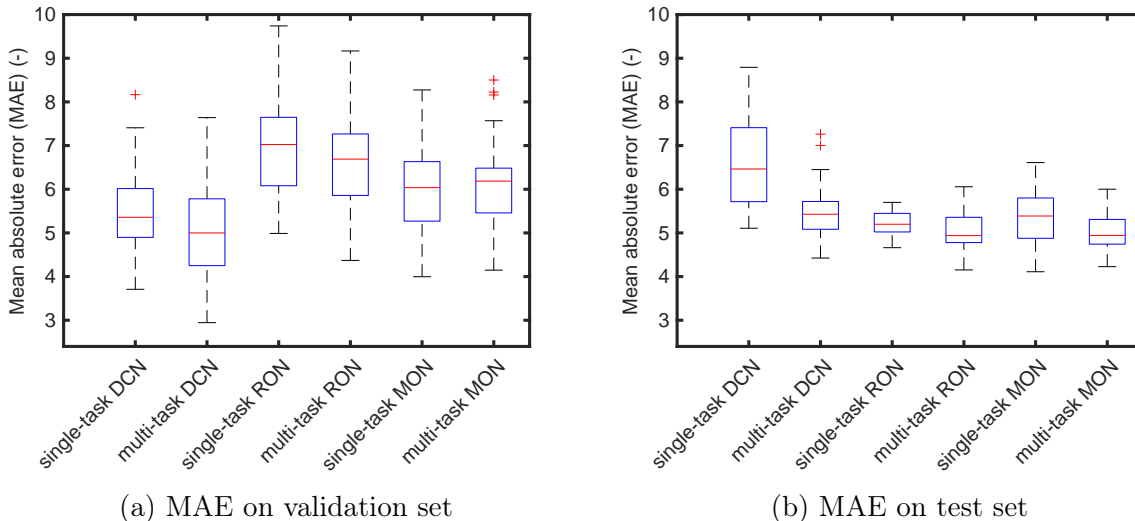 10
9
8
7
6
5
4
3
Mean absolute error (MAE) (-)
single-task DCN
multi-task DCN
single-task RON
multi-task RON
single-task MON
multi-task MON
(a) MAE on validation set
10
9
8
7
6
5
4
3
Mean absolute error (MAE) (-)
single-task DCN
multi-task DCN
single-task RON
multi-task RON
single-task MON
multi-task MON
(b) MAE on test set